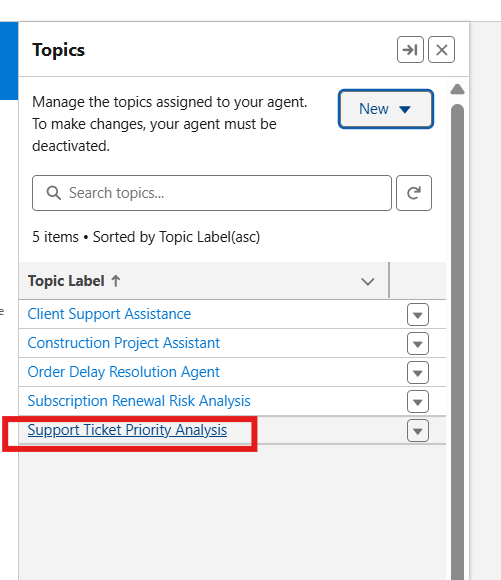 Topics
Manage the topics assigned to your agent.
To make changes, your agent must be
deactivated.
New
Search topics...
5 items • Sorted by Topic Label(asc)
Topic Label
Client Support Assistance
Construction Project Assistant
Order Delay Resolution Agent
Subscription Renewal Risk Analysis
Support Ticket Priority Analysis
e